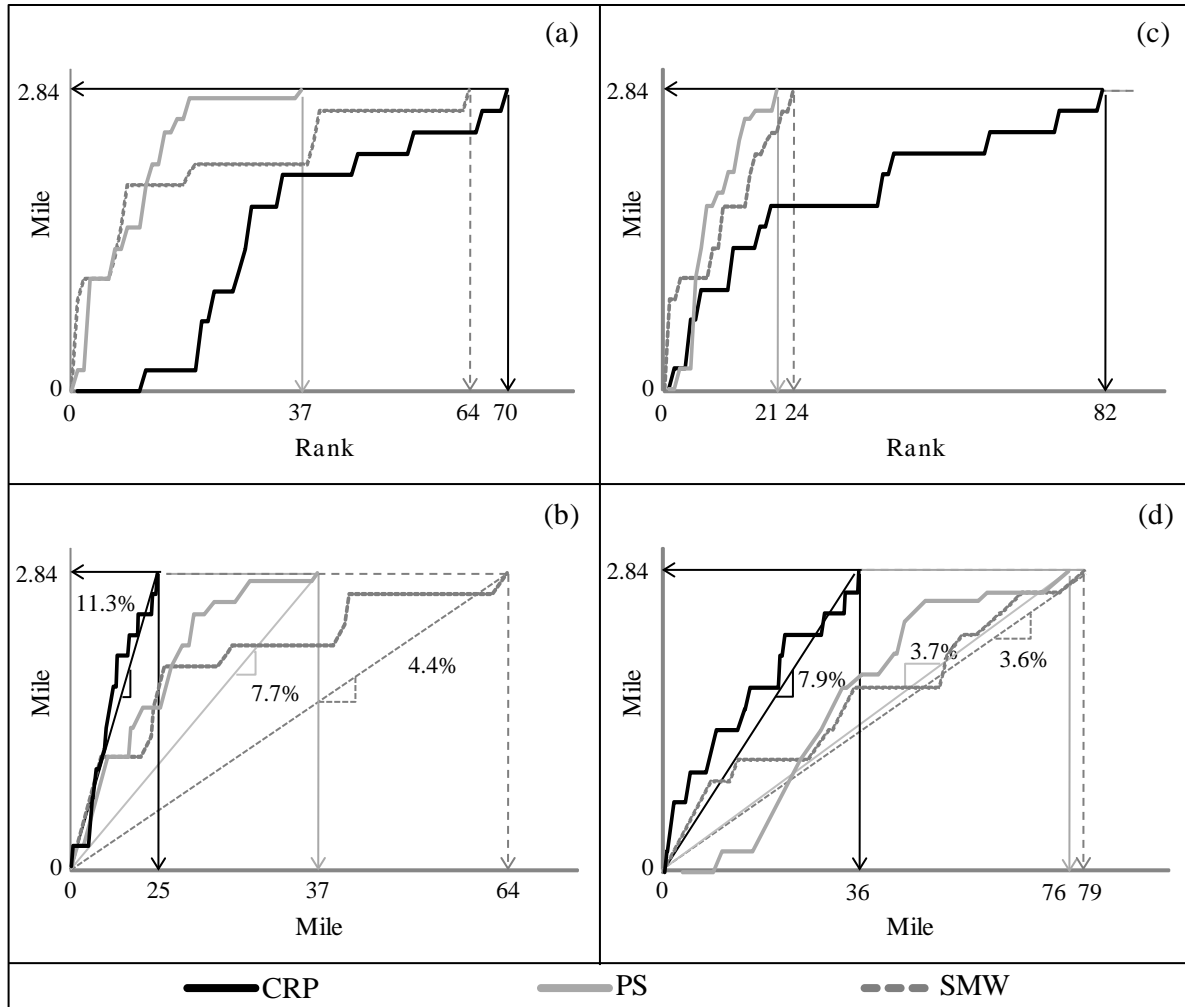 (a)
2.84
Mile
0
0 37 64 70
Rank
(c)
2.84
Mile
0
0 21 24 82
Rank
(b)
2.84
11.3%
4.4%
7.7%
Mile
0
0 25 37 64
Mile
(d)
2.84
3.7%
7.9%
3.6%
Mile
0
0 36 76 79
Mile
CRP PS SMW